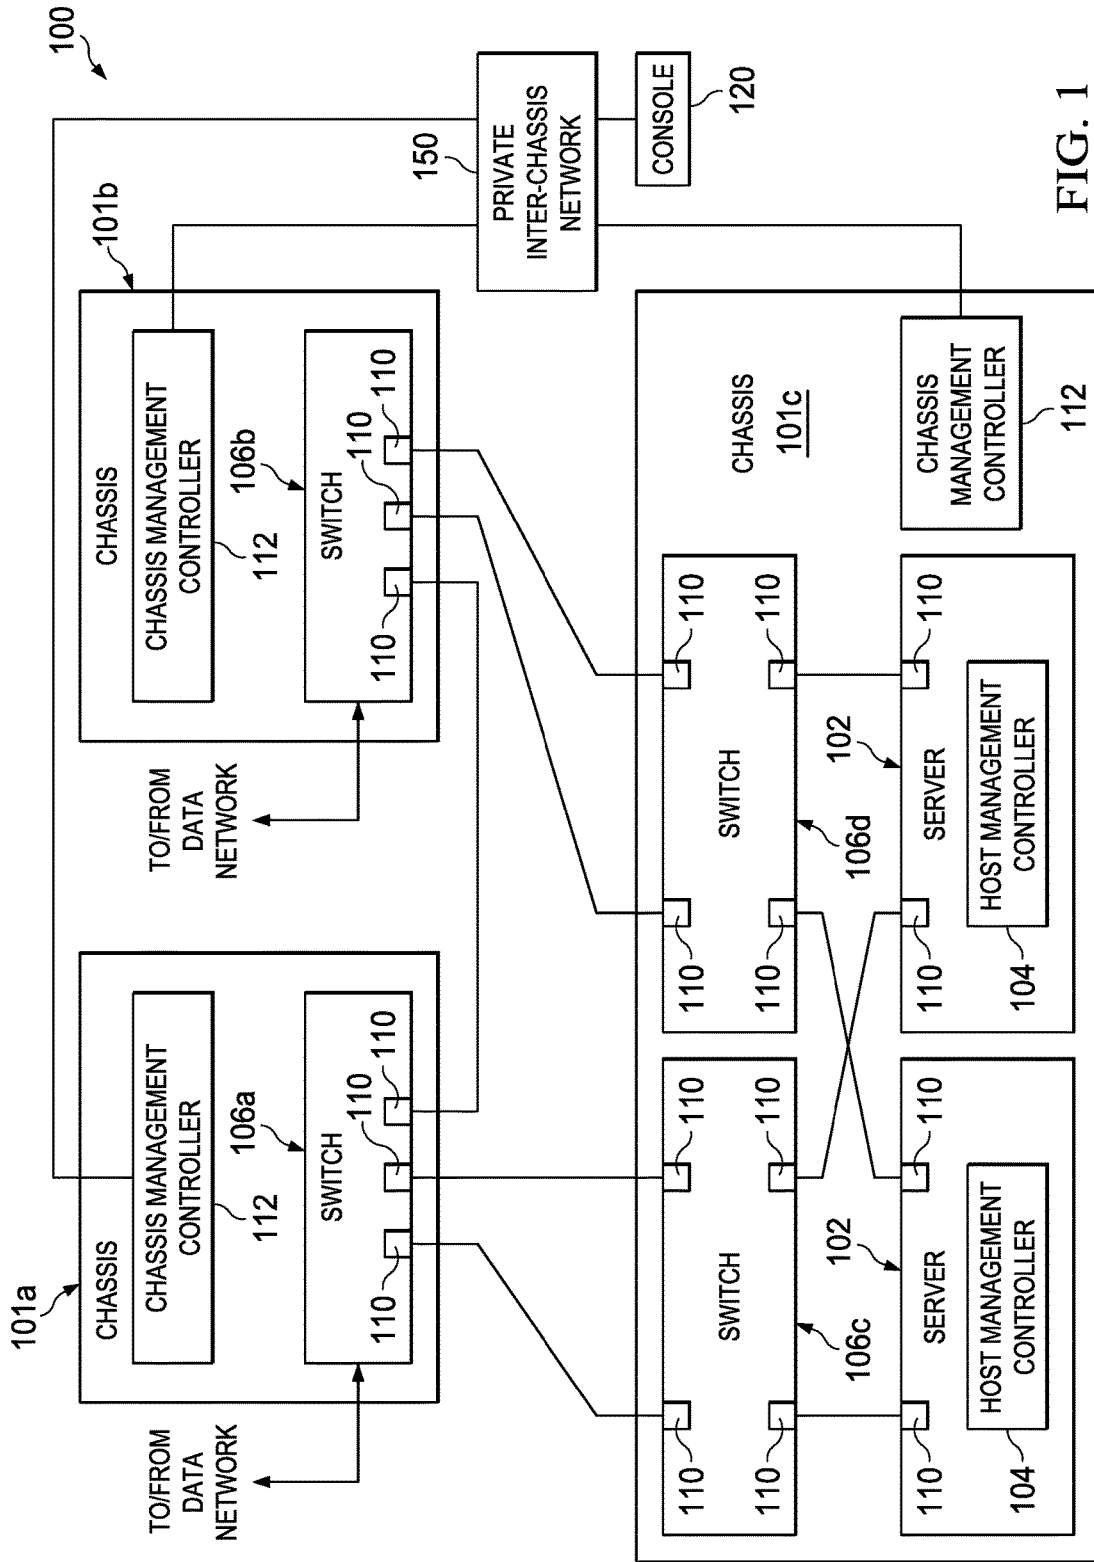 100
101a
CHASSIS
CHASSIS MANAGEMENT
CONTROLLER
112
106a
SWITCH
110
110
110
TO/FROM
DATA
NETWORK
101b
CHASSIS
CHASSIS MANAGEMENT
CONTROLLER
112
106b
SWITCH
110
110
110
TO/FROM
DATA
NETWORK
150
PRIVATE
INTER-CHASSIS
NETWORK
CONSOLE
120
CHASSIS
101c
CHASSIS
MANAGEMENT
CONTROLLER
112
110
110
SWITCH
110
110
106c
110
110
SWITCH
110
110
106d
102
110
110
SERVER
HOST MANAGEMENT
CONTROLLER
104
102
110
110
SERVER
HOST MANAGEMENT
CONTROLLER
104
FIG. 1